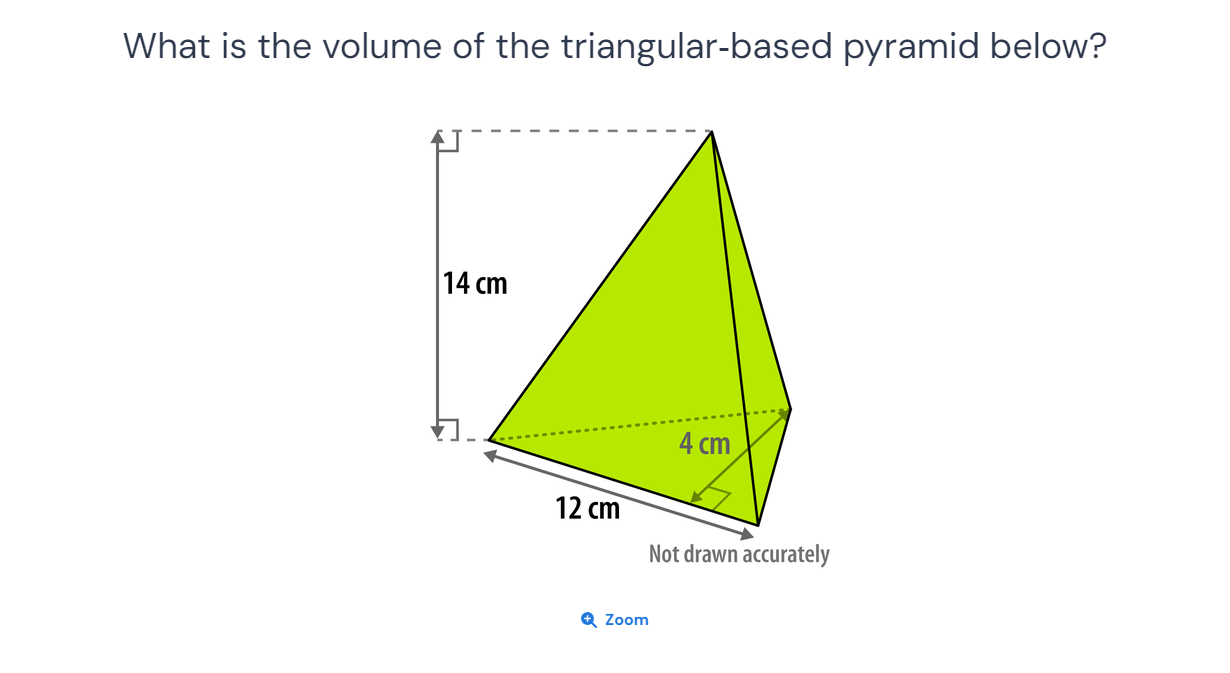 What is the volume of the triangular-based pyramid below?
14 cm
4 cm
12 cm
Not drawn accurately
Zoom